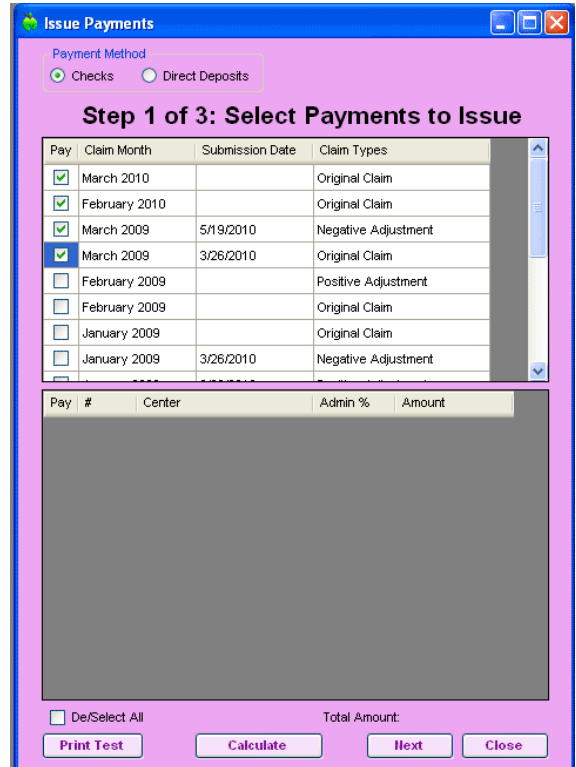 Issue Payments
Payment Method
Checks Direct Deposits
Step 1 of 3: Select Payments to Issue
Pay Claim Month Submission Date Claim Types
March 2010 Original Claim
February 2010 Original Claim
March 2009 5/19/2010 Negative Adjustment
March 2009 3/26/2010 Original Claim
February 2009 Positive Adjustment
February 2009 Original Claim
January 2009 Original Claim
January 2009 3/26/2010 Negative Adjustment
Pay # Center Admin % Amount
De/Select All Total Amount:
Print Test Calculate Next Close